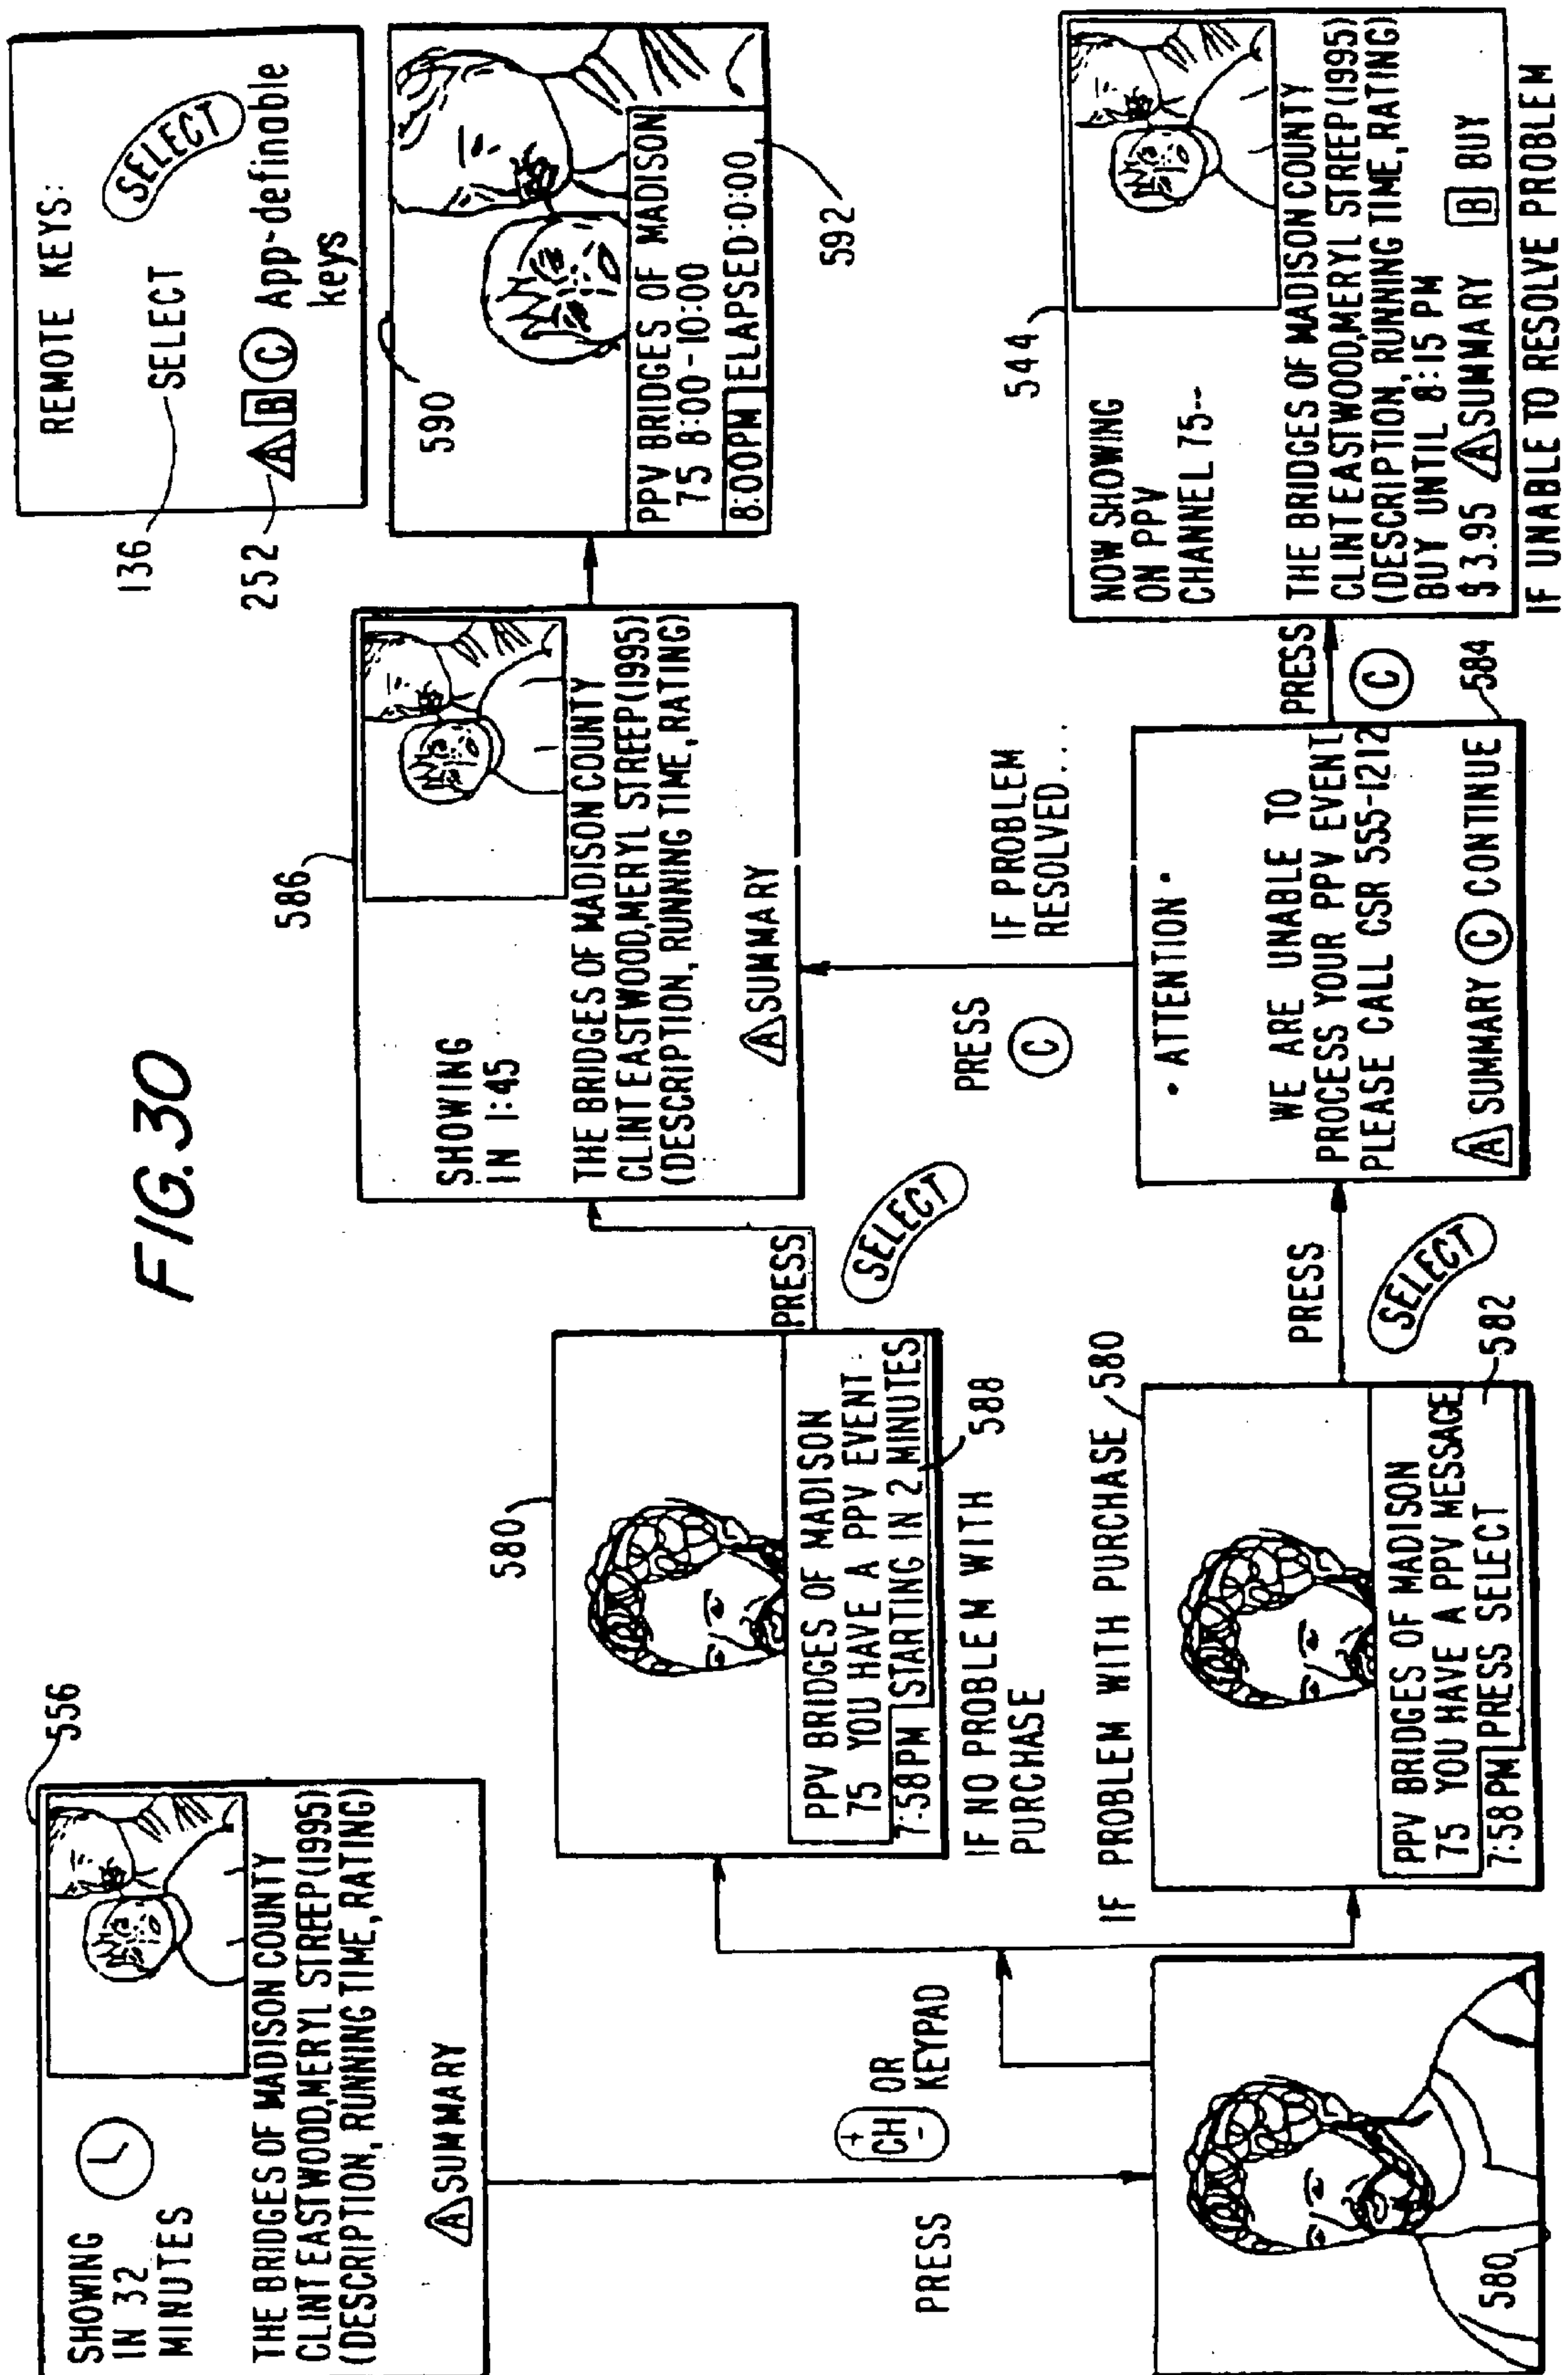 FIG.30
REMOTE KEYS:
136 SELECT SELECT
252 A B C App-definable
keys
556
SHOWING
IN 32
MINUTES
THE BRIDGES OF MADISON COUNTY
CLINT EASTWOOD,MERYL STREEP(1995)
(DESCRIPTION, RUNNING TIME, RATING)
A SUMMARY
PRESS
+
CH
-
OR
KEYPAD
580
580
PPV BRIDGES OF MADISON
75 YOU HAVE A PPV EVENT
7:58PM STARTING IN 2 MINUTES
588
IF NO PROBLEM WITH
PURCHASE
PRESS
SELECT
586
SHOWING
IN 1:45
THE BRIDGES OF MADISON COUNTY
CLINT EASTWOOD,MERYL STREEP(1995)
(DESCRIPTION, RUNNING TIME, RATING)
A SUMMARY
590
PPV BRIDGES OF MADISON
75 8:00-10:00
8:00PM ELAPSED:0:00
592
IF PROBLEM WITH PURCHASE
580
PPV BRIDGES OF MADISON
75 YOU HAVE A PPV MESSAGE
7:58PM PRESS SELECT
582
PRESS
SELECT
• ATTENTION •
WE ARE UNABLE TO
PROCESS YOUR PPV EVENT
PLEASE CALL CSR 555-1212
A SUMMARY C CONTINUE
584
PRESS
C
IF PROBLEM
RESOLVED....
PRESS
C
544
NOW SHOWING
ON PPV
CHANNEL 75--
THE BRIDGES OF MADISON COUNTY
CLINT EASTWOOD,MERYL STREEP(1995)
(DESCRIPTION, RUNNING TIME, RATING)
BUY UNTIL 8:15 PM
$3.95 A SUMMARY B BUY
IF UNABLE TO RESOLVE PROBLEM